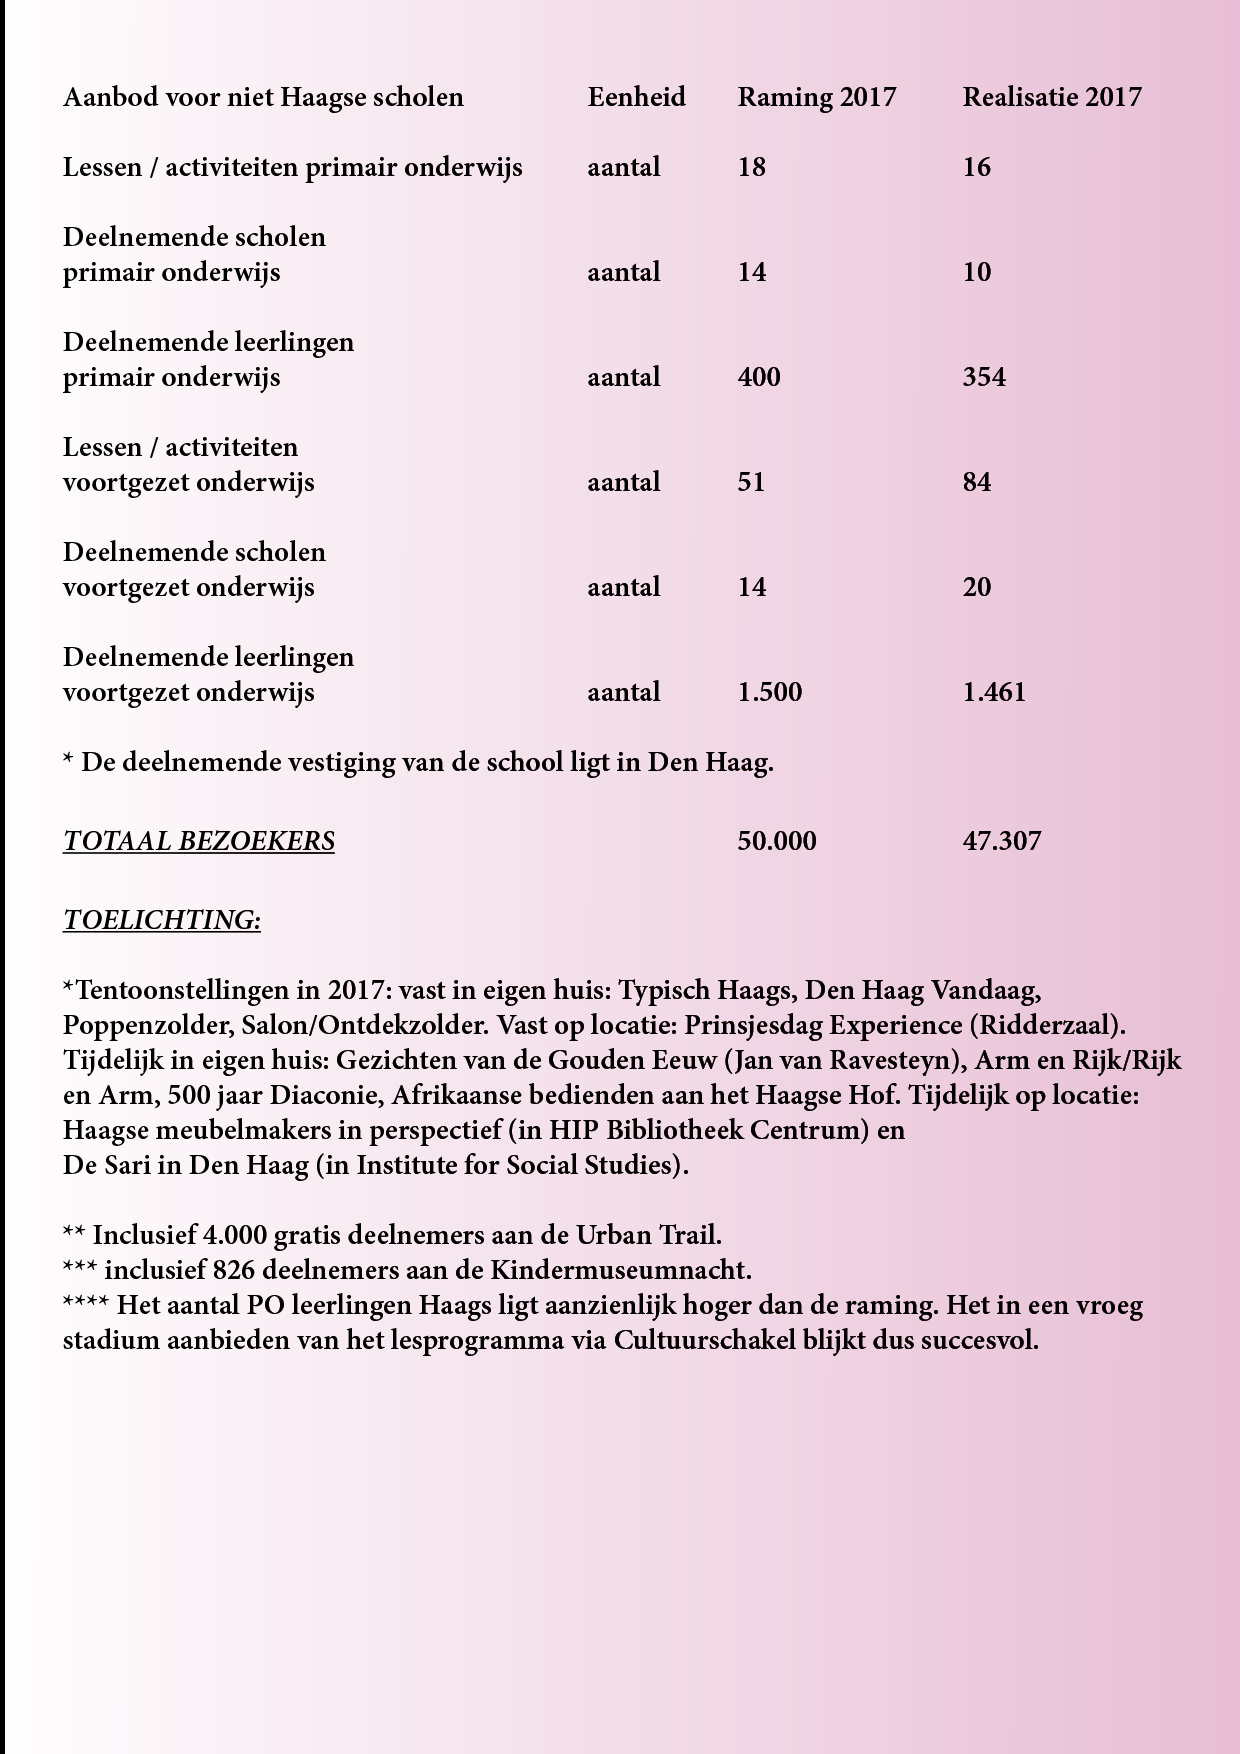 Aanbod voor niet Haagse scholen Eenheid Raming 2017 Realisatie 2017
Lessen / activiteiten primair onderwijs aantal 18 16
Deelnemende scholen
primair onderwijs aantal 14 10
Deelnemende leerlingen
primair onderwijs aantal 400 354
Lessen / activiteiten
voortgezet onderwijs aantal 51 84
Deelnemende scholen
voortgezet onderwijs aantal 14 20
Deelnemende leerlingen
voortgezet onderwijs aantal 1.500 1.461
* De deelnemende vestiging van de school ligt in Den Haag.
TOTAAL BEZOEKERS 50.000 47.307
TOELICHTING:
*Tentoonstellingen in 2017: vast in eigen huis: Typisch Haags, Den Haag Vandaag,
Poppenzolder, Salon/Ontdekzolder. Vast op locatie: Prinsjesdag Experience (Ridderzaal).
Tijdelijk in eigen huis: Gezichten van de Gouden Eeuw (Jan van Ravesteyn), Arm en Rijk/Rijk
en Arm, 500 jaar Diaconie, Afrikaanse bedienden aan het Haagse Hof. Tijdelijk op locatie:
Haagse meubelmakers in perspectief (in HIP Bibliotheek Centrum) en
De Sari in Den Haag (in Institute for Social Studies).
** Inclusief 4.000 gratis deelnemers aan de Urban Trail.
*** inclusief 826 deelnemers aan de Kindermuseumnacht.
**** Het aantal PO leerlingen Haags ligt aanzienlijk hoger dan de raming. Het in een vroeg
stadium aanbieden van het lesprogramma via Cultuurschakel blijkt dus succesvol.